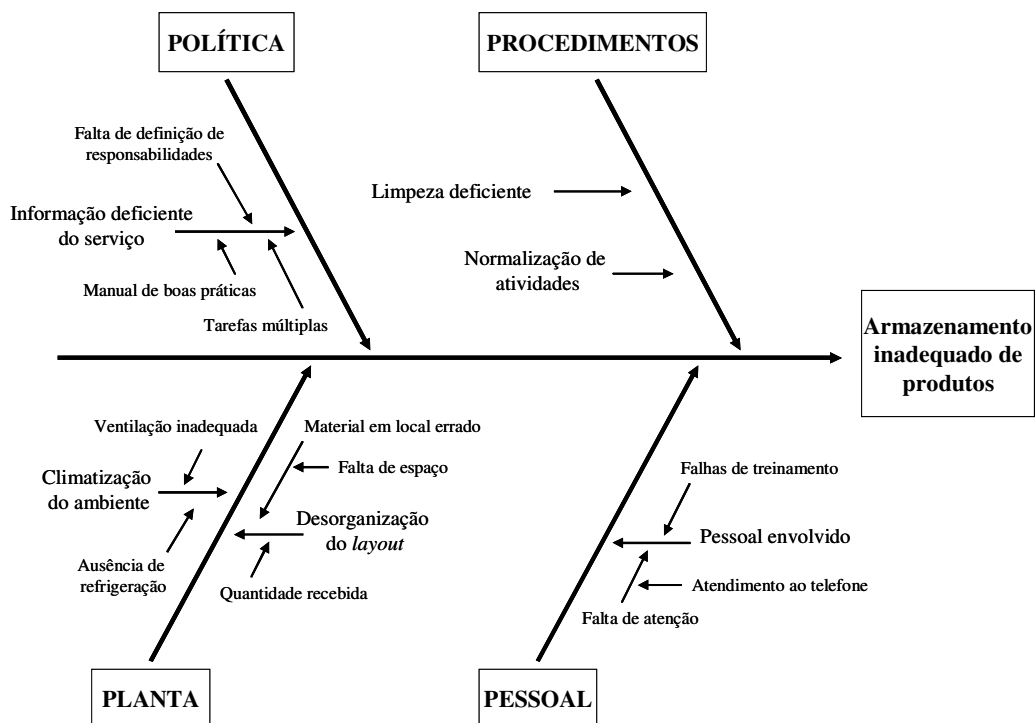 POLÍTICA
PROCEDIMENTOS
Falta de definição de
responsabilidades
Informação deficiente
do serviço
Manual de boas práticas
Tarefas múltiplas
Limpeza deficiente
Normalização de
atividades
Armazenamento
inadequado de
produtos
Ventilação inadequada
Climatização
do ambiente
Ausência de
refrigeração
Material em local errado
Falta de espaço
Desorganização
do layout
Quantidade recebida
Falhas de treinamento
Pessoal envolvido
Atendimento ao telefone
Falta de atenção
PLANTA
PESSOAL